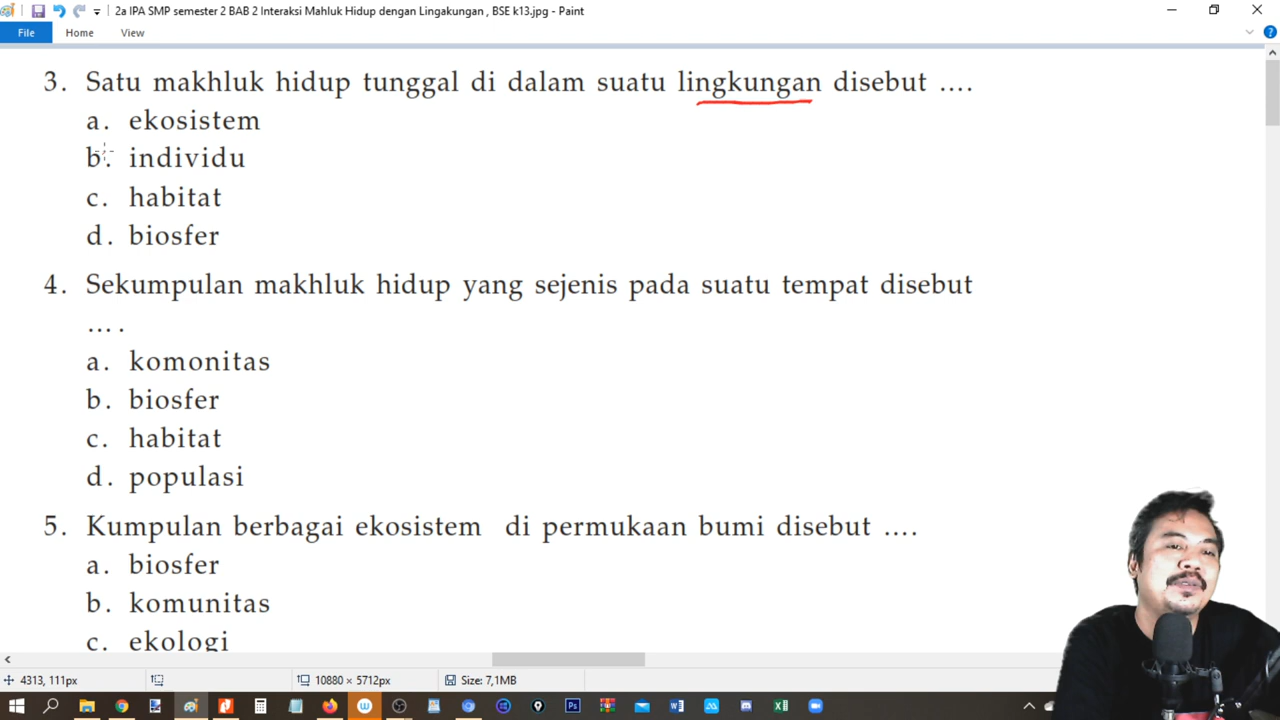 2a IPA SMP semester 2 BAB 2 Interaksi Mahluk Hidup dengan Lingakungan , BSE k13.jpg - Paint
File Home View
3. Satu makhluk hidup tunggal di dalam suatu lingkungan disebut ....
a. ekosistem
b. individu
c. habitat
d. biosfer
4. Sekumpulan makhluk hidup yang sejenis pada suatu tempat disebut
....
a. komonitas
b. biosfer
c. habitat
d. populasi
5. Kumpulan berbagai ekosistem di permukaan bumi disebut ....
a. biosfer
b. komunitas
c. ekologi
4313, 111px 10880 × 5712px Size: 7,1MB